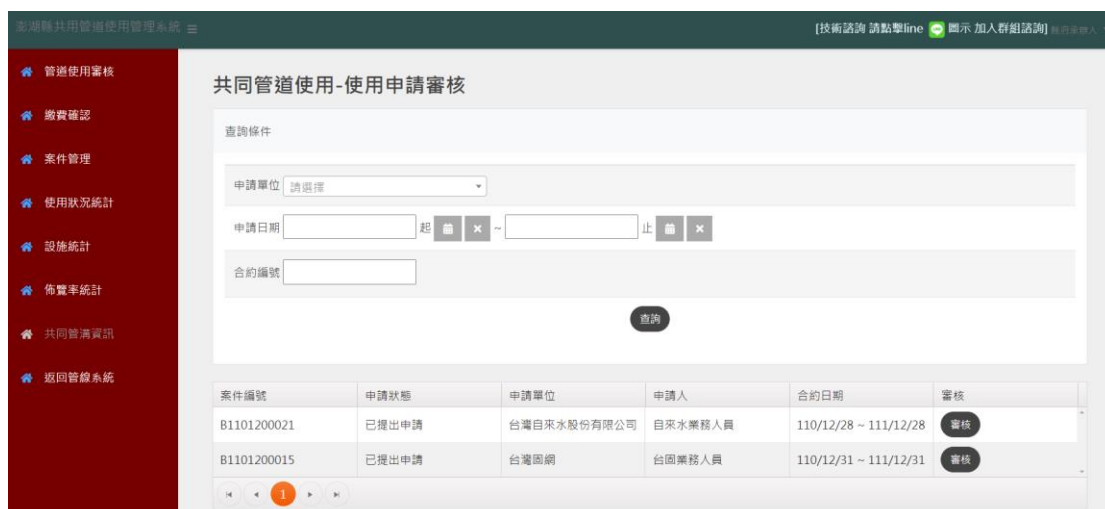 澎湖縣共用管道使用管理系統
[技術諮詢 請點擊line 圖示 加入群組諮詢]
管道使用審核
繳費確認
案件管理
使用狀況統計
設施統計
佈覽率統計
共同管溝資訊
返回管線系統
共同管道使用-使用申請審核
查詢條件
申請單位 請選擇
申請日期 起 ~ 止
合約編號
查詢
案件編號 申請狀態 申請單位 申請人 合約日期 審核
B1101200021 已提出申請 台灣自來水股份有限公司 自來水業務人員 110/12/28 ~ 111/12/28 審核
B1101200015 已提出申請 台灣固網 台固業務人員 110/12/31 ~ 111/12/31 審核
1